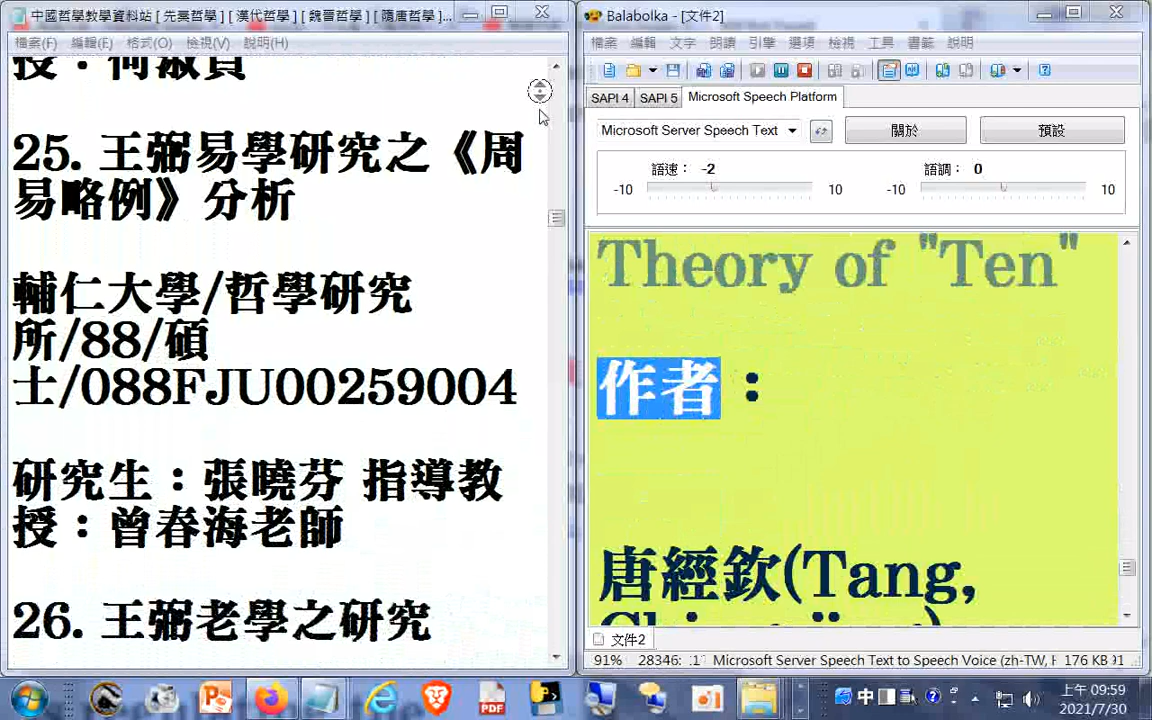 中國哲學教學資料站 [ 先秦哲學 ] [ 漢代哲學 ] [ 魏晉哲學 ] [ 隋唐哲學 ]...
檔案(F) 編輯(E) 格式(O) 檢視(V) 說明(H)
授：何淑貞
25. 王弼易學研究之《周
易略例》分析
輔仁大學/哲學研究
所/88/碩
士/088FJU00259004
研究生：張曉芬 指導教
授：曾春海老師
26. 王弼老學之研究
Balabolka - [文件2]
檔案 編輯 文字 朗讀 引擎 選項 檢視 工具 書籤 說明
SAPI 4 SAPI 5 Microsoft Speech Platform
Microsoft Server Speech Text 關於 預設
語速： -2 語調： 0
-10 10 -10 10
Theory of "Ten"
作者：
唐經欽(Tang,
文件2
91% 28346: Microsoft Server Speech Text to Speech Voice (zh-TW, H 176 KB
中
上午 09:59
2021/7/30